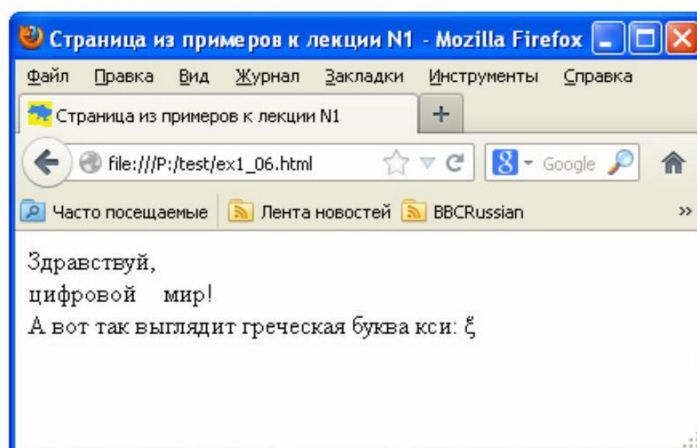 Страница из примеров к лекции N1 - Mozilla Firefox
Файл Правка Вид Журнал Закладки Инструменты Справка
Страница из примеров к лекции N1 +
file:///P:/test/ex1_06.html 8 Google
Часто посещаемые Лента новостей BBCRussian »
Здравствуй,
цифровой    мир!
А вот так выглядит греческая буква кси: ξ